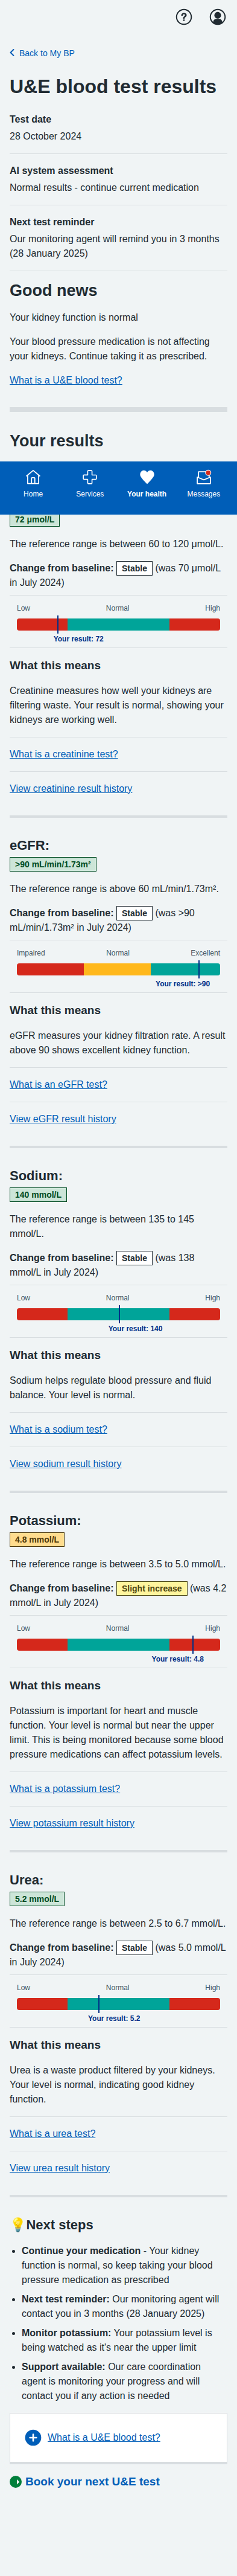 Back to My BP
U&E blood test results
Test date
28 October 2024
AI system assessment
Normal results - continue current medication
Next test reminder
Our monitoring agent will remind you in 3 months
(28 January 2025)
Good news
Your kidney function is normal
Your blood pressure medication is not affecting
your kidneys. Continue taking it as prescribed.
What is a U&E blood test?
Your results
Home Services Your health Messages
72 μmol/L
The reference range is between 60 to 120 μmol/L.
Change from baseline: Stable (was 70 μmol/L
in July 2024)
Low Normal High
Your result: 72
What this means
Creatinine measures how well your kidneys are
filtering waste. Your result is normal, showing your
kidneys are working well.
What is a creatinine test?
View creatinine result history
eGFR:
>90 mL/min/1.73m²
The reference range is above 60 mL/min/1.73m².
Change from baseline: Stable (was >90
mL/min/1.73m² in July 2024)
Impaired Normal Excellent
Your result: >90
What this means
eGFR measures your kidney filtration rate. A result
above 90 shows excellent kidney function.
What is an eGFR test?
View eGFR result history
Sodium:
140 mmol/L
The reference range is between 135 to 145
mmol/L.
Change from baseline: Stable (was 138
mmol/L in July 2024)
Low Normal High
Your result: 140
What this means
Sodium helps regulate blood pressure and fluid
balance. Your level is normal.
What is a sodium test?
View sodium result history
Potassium:
4.8 mmol/L
The reference range is between 3.5 to 5.0 mmol/L.
Change from baseline: Slight increase (was 4.2
mmol/L in July 2024)
Low Normal High
Your result: 4.8
What this means
Potassium is important for heart and muscle
function. Your level is normal but near the upper
limit. This is being monitored because some blood
pressure medications can affect potassium levels.
What is a potassium test?
View potassium result history
Urea:
5.2 mmol/L
The reference range is between 2.5 to 6.7 mmol/L.
Change from baseline: Stable (was 5.0 mmol/L
in July 2024)
Low Normal High
Your result: 5.2
What this means
Urea is a waste product filtered by your kidneys.
Your level is normal, indicating good kidney
function.
What is a urea test?
View urea result history
💡Next steps
• Continue your medication - Your kidney
function is normal, so keep taking your blood
pressure medication as prescribed
• Next test reminder: Our monitoring agent will
contact you in 3 months (28 January 2025)
• Monitor potassium: Your potassium level is
being watched as it's near the upper limit
• Support available: Our care coordination
agent is monitoring your progress and will
contact you if any action is needed
What is a U&E blood test?
Book your next U&E test